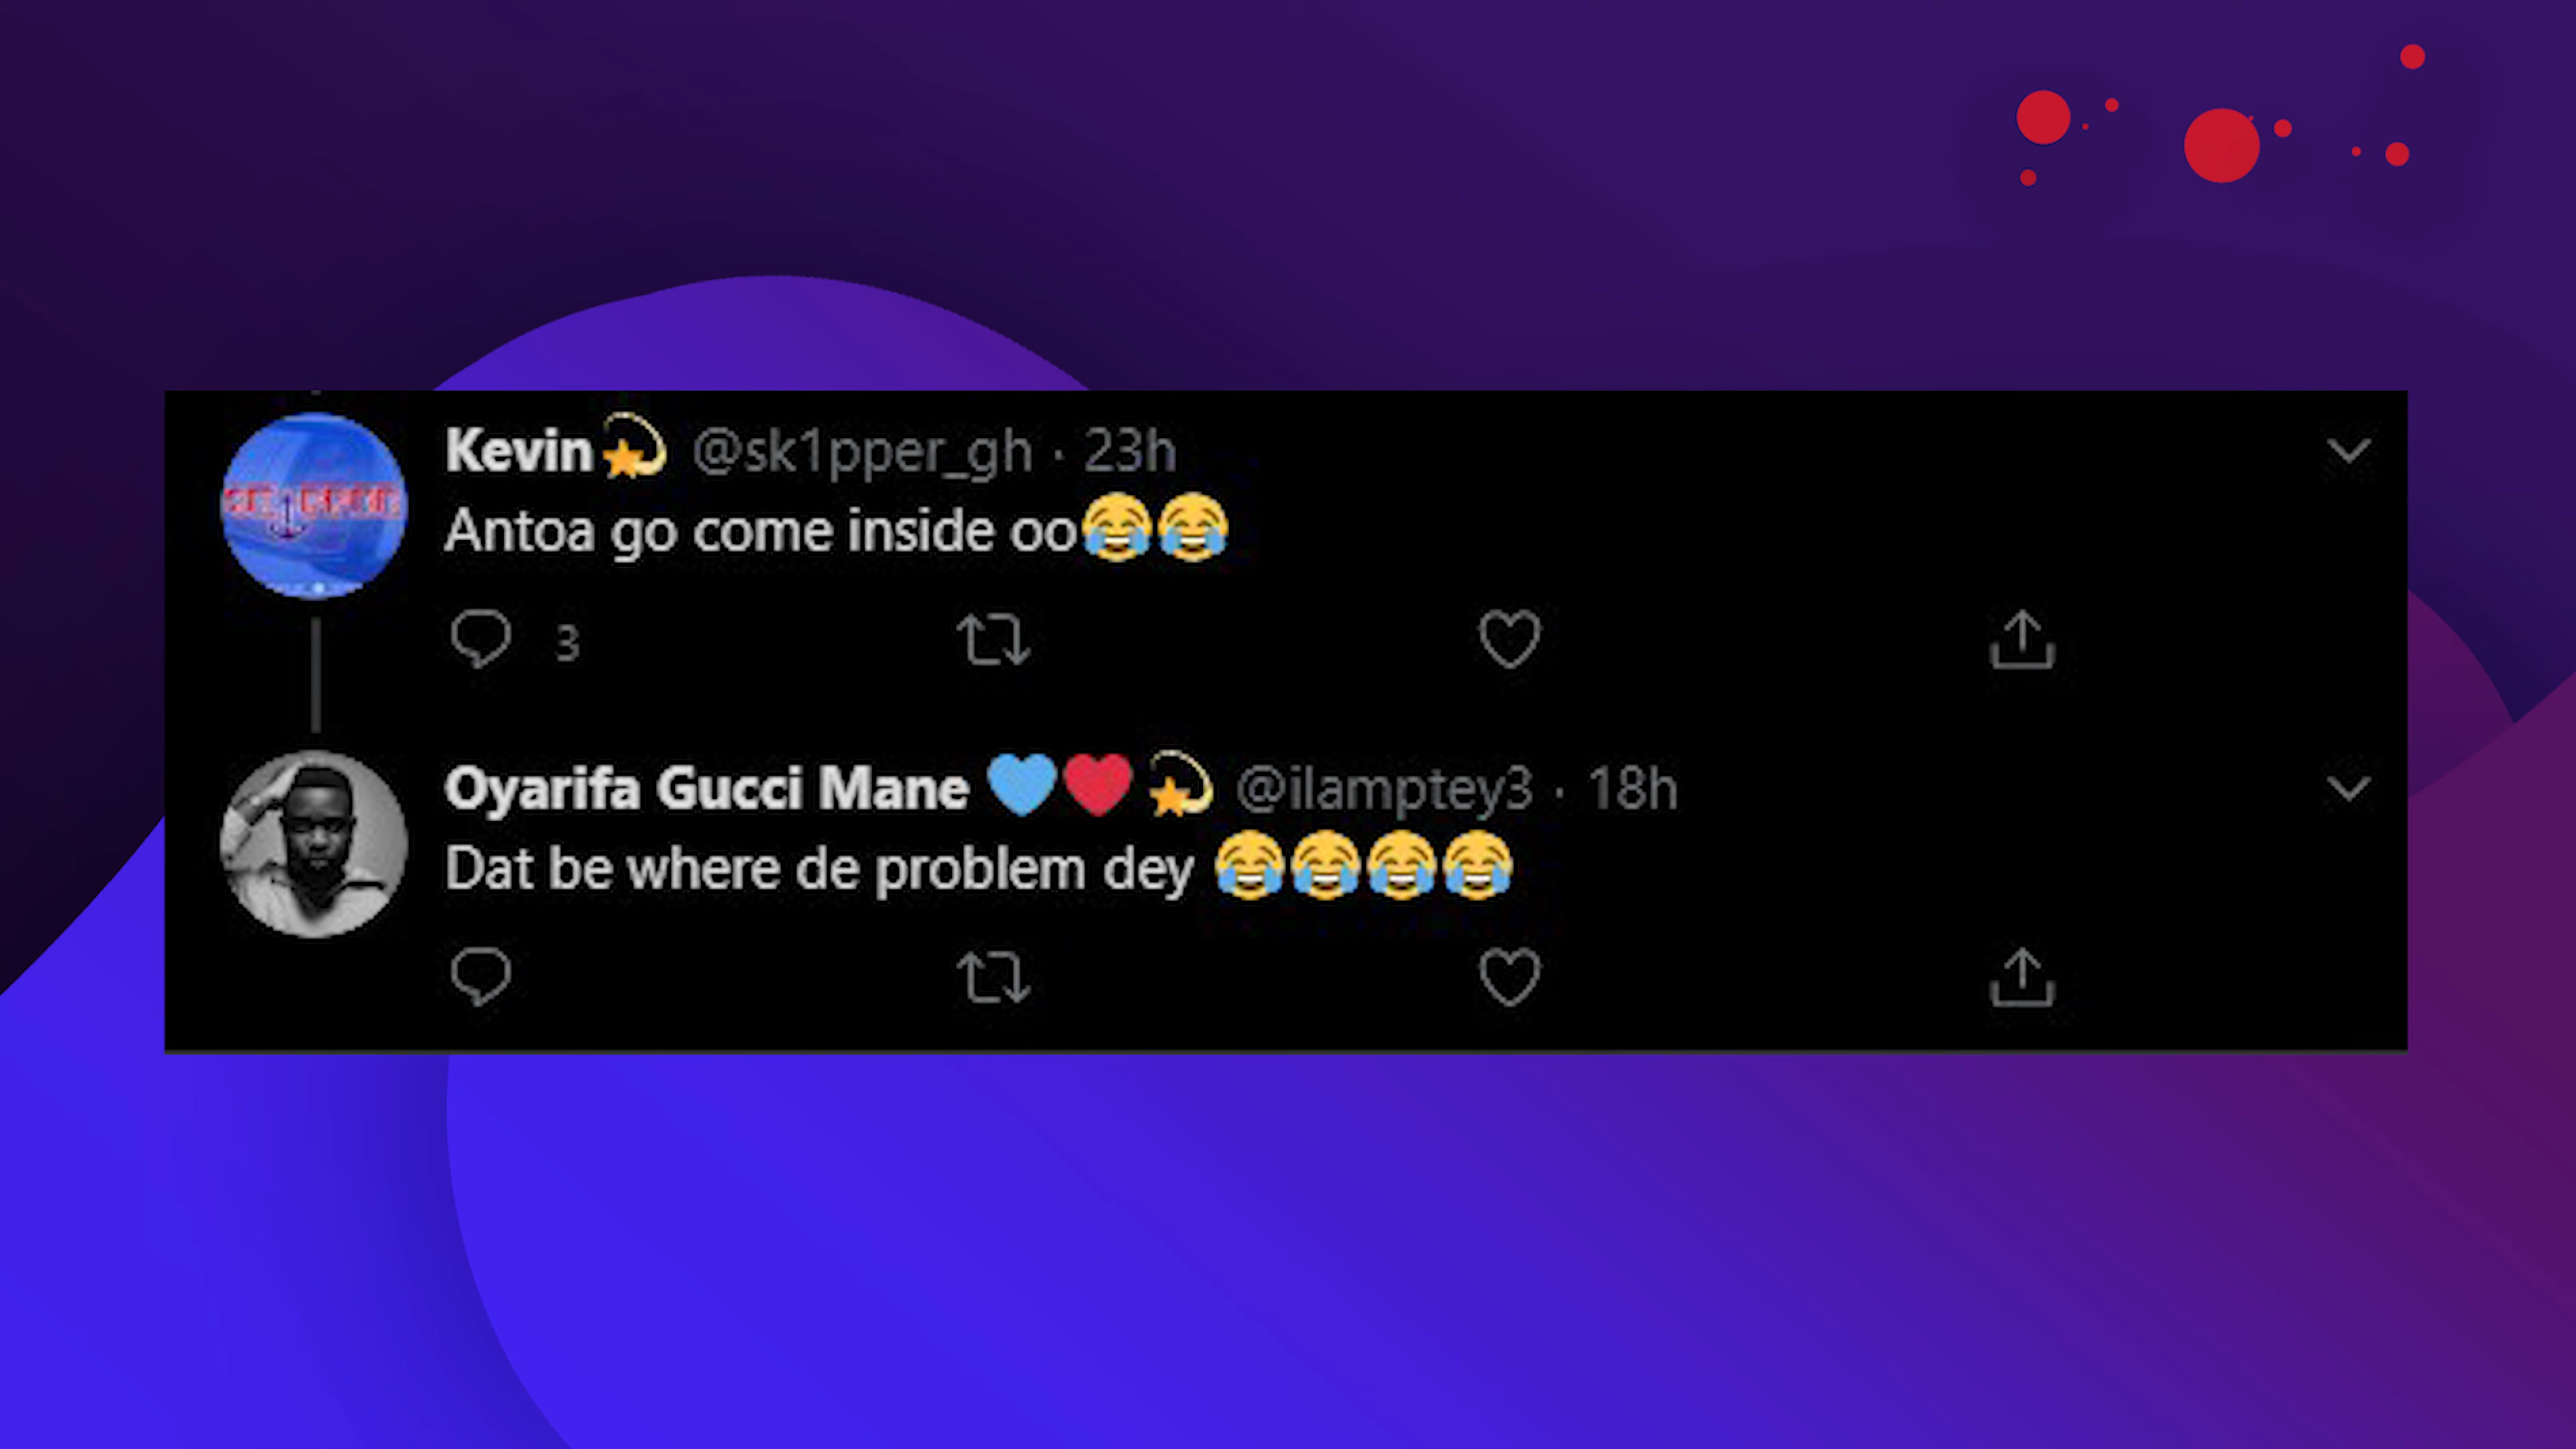 Kevin💫 @sk1pper_gh · 23h
Antoa go come inside oo😂😂
3
Oyarifa Gucci Mane 💙❤️💫 @ilamptey3 · 18h
Dat be where de problem dey 😂😂😂😂